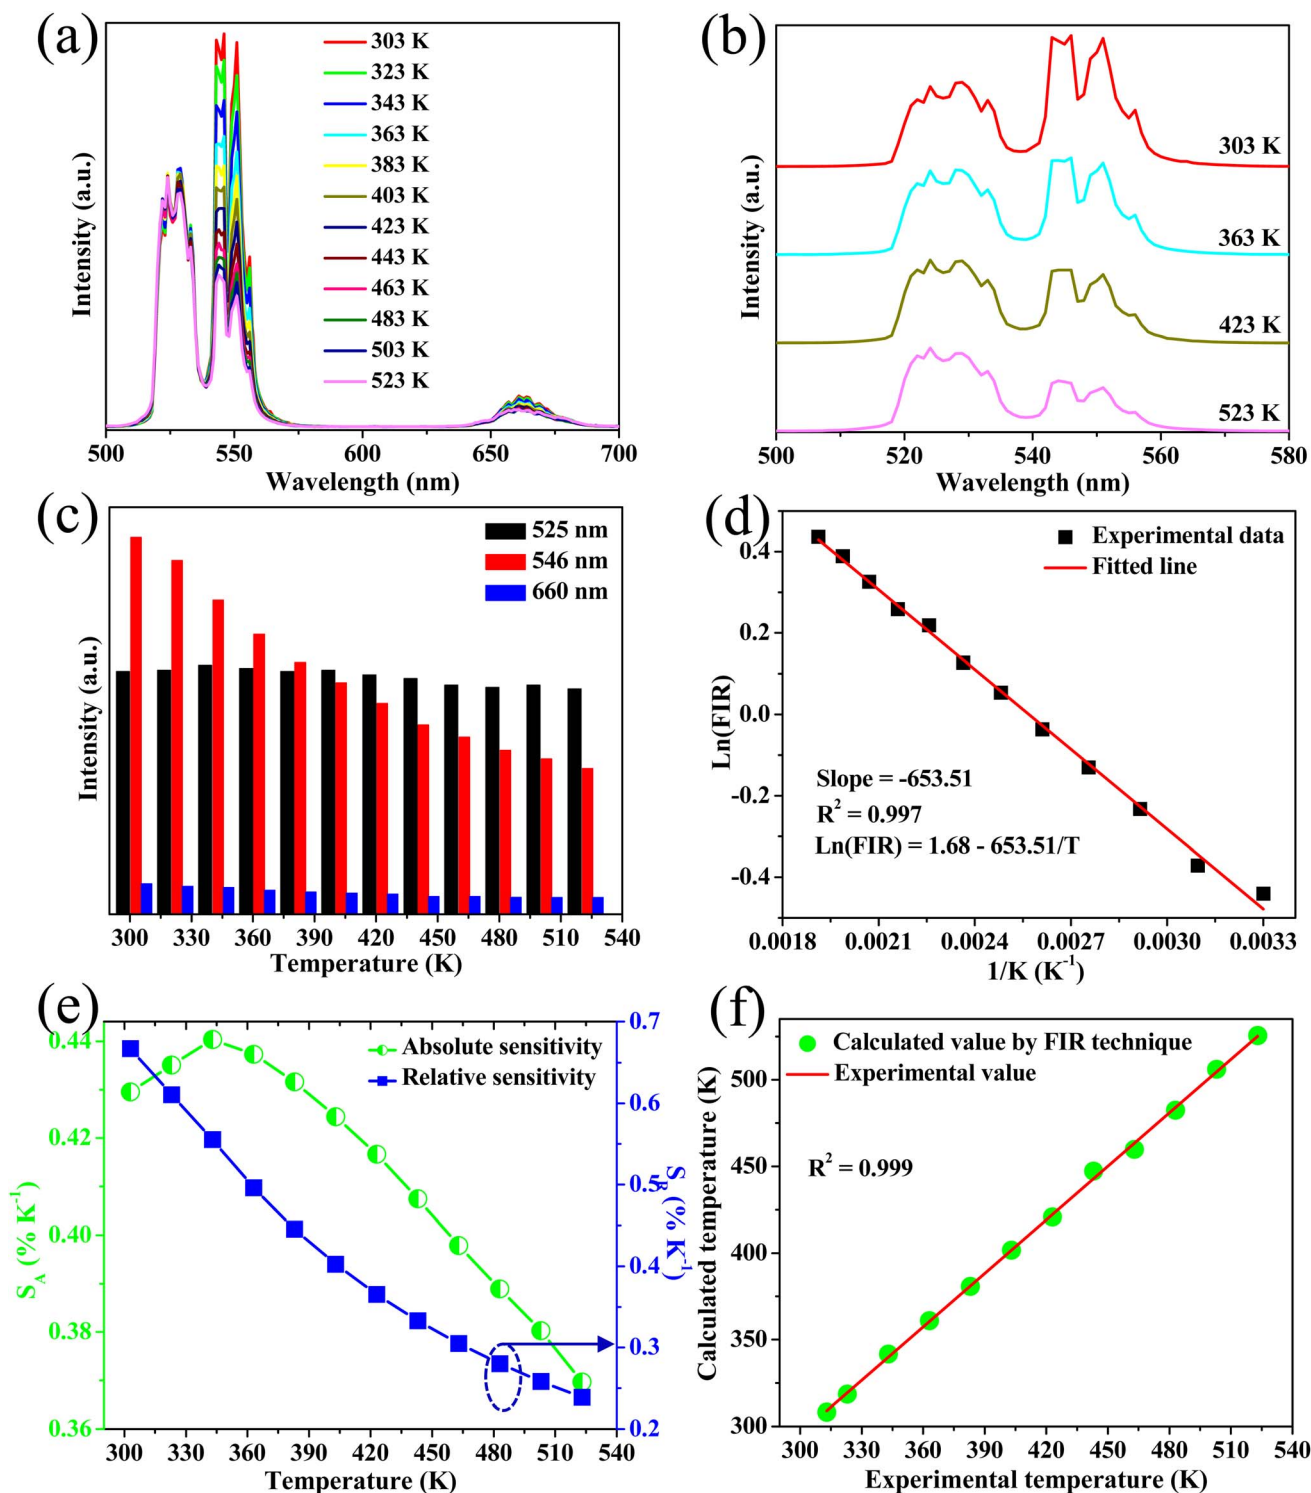 (a)
303 K
323 K
343 K
363 K
383 K
403 K
423 K
443 K
463 K
483 K
503 K
523 K
Intensity (a.u.)
500 550 600 650 700
Wavelength (nm)
(b)
303 K
363 K
423 K
523 K
Intensity (a.u.)
500 520 540 560 580
Wavelength (nm)
(c)
525 nm
546 nm
660 nm
Intensity (a.u.)
300 330 360 390 420 450 480 510 540
Temperature (K)
(d)
Experimental data
Fitted line
0.4
0.2
0.0
-0.2
-0.4
Ln(FIR)
Slope = -653.51
R² = 0.997
Ln(FIR) = 1.68 - 653.51/T
0.0018 0.0021 0.0024 0.0027 0.0030 0.0033
1/K (K⁻¹)
(e)
Absolute sensitivity
Relative sensitivity
0.44
0.42
0.40
0.38
0.36
S_A (% K⁻¹)
0.7
0.6
0.5
0.4
0.3
0.2
S_R (% K⁻¹)
300 330 360 390 420 450 480 510 540
Temperature (K)
(f)
Calculated value by FIR technique
Experimental value
R² = 0.999
500
450
400
350
300
Calculated temperature (K)
300 330 360 390 420 450 480 510 540
Experimental temperature (K)